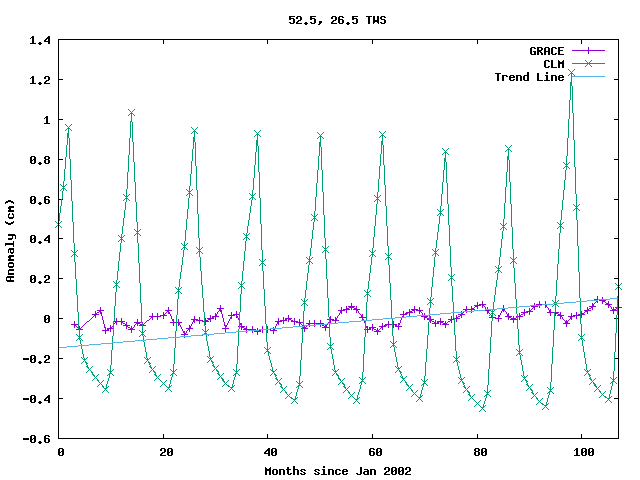 52.5, 26.5 TWS
GRACE
CLM
Trend Line
1.4
1.2
1
0.8
0.6
0.4
0.2
0
-0.2
-0.4
-0.6
Anomaly (cm)
0 20 40 60 80 100
Months since Jan 2002